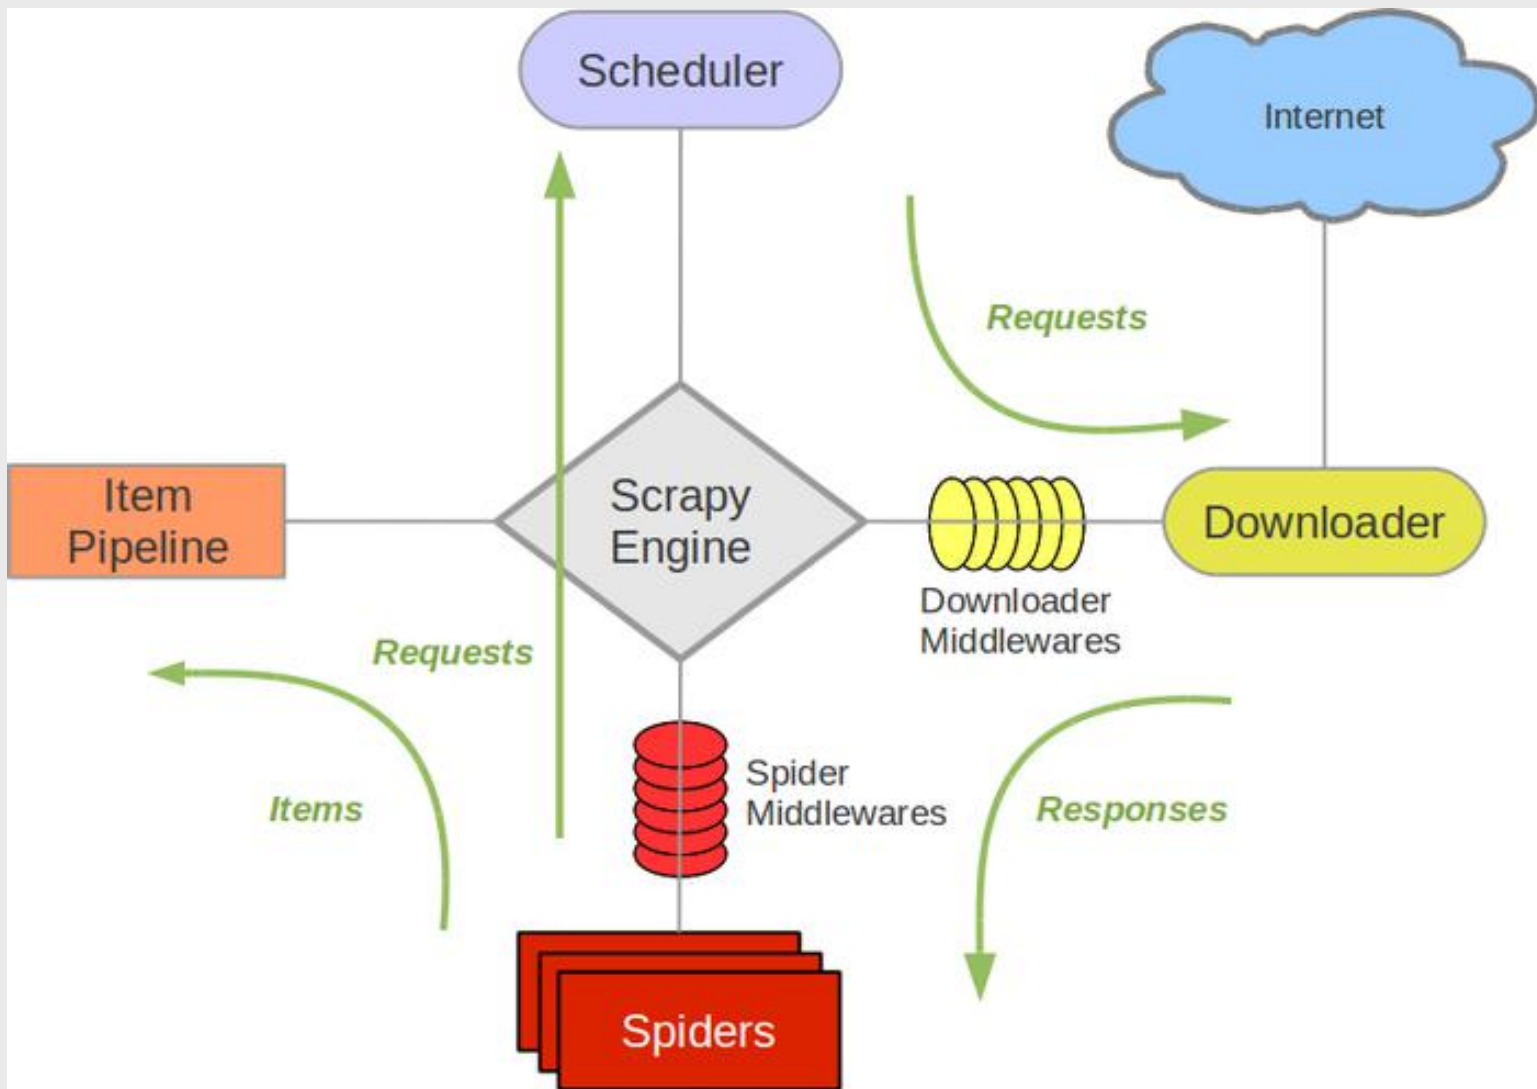 Scheduler
Internet
Requests
Item
Pipeline
Scrapy
Engine
Downloader
Downloader
Middlewares
Requests
Items
Spider
Middlewares
Responses
Spiders